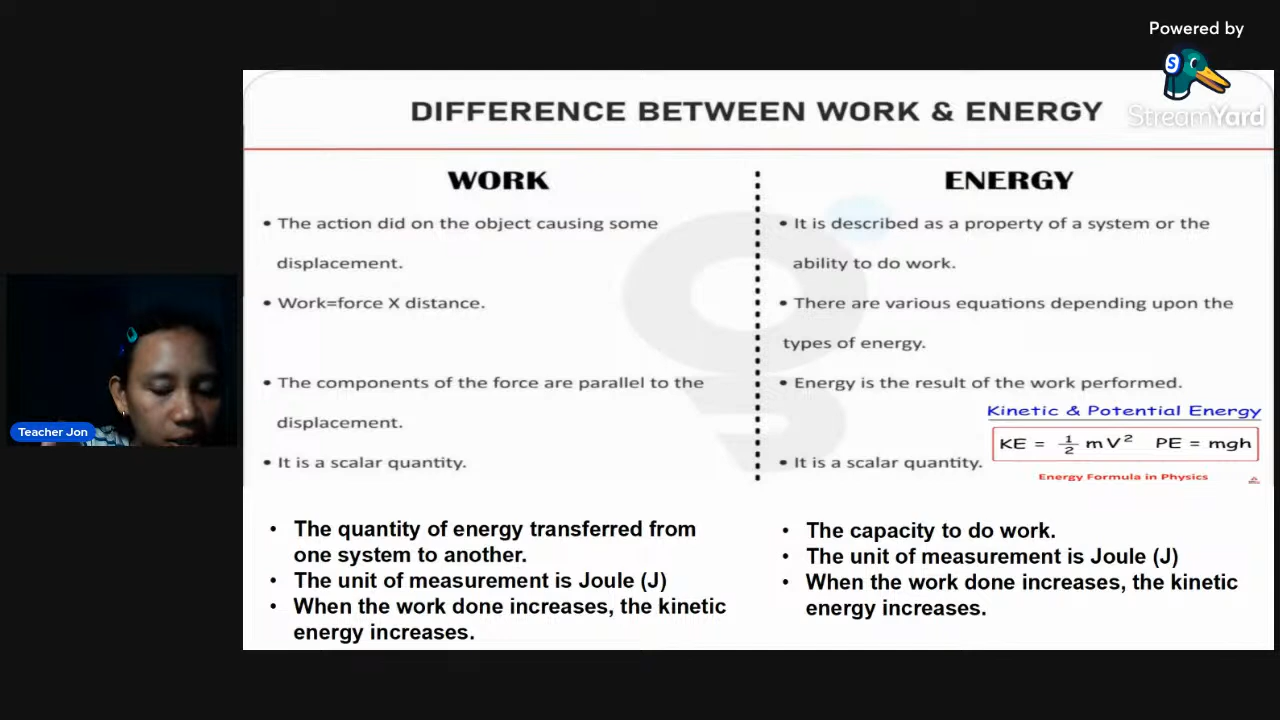 Powered by
StreamYard
DIFFERENCE BETWEEN WORK & ENERGY
WORK
• The action did on the object causing some
displacement.
• Work=force X distance.
• The components of the force are parallel to the
displacement.
• It is a scalar quantity.
• The quantity of energy transferred from
one system to another.
• The unit of measurement is Joule (J)
• When the work done increases, the kinetic
energy increases.
ENERGY
• It is described as a property of a system or the
ability to do work.
• There are various equations depending upon the
types of energy.
• Energy is the result of the work performed.
• It is a scalar quantity.
Kinetic & Potential Energy
KE = ½ mV² PE = mgh
Energy Formula in Physics
• The capacity to do work.
• The unit of measurement is Joule (J)
• When the work done increases, the kinetic
energy increases.
Teacher Jon